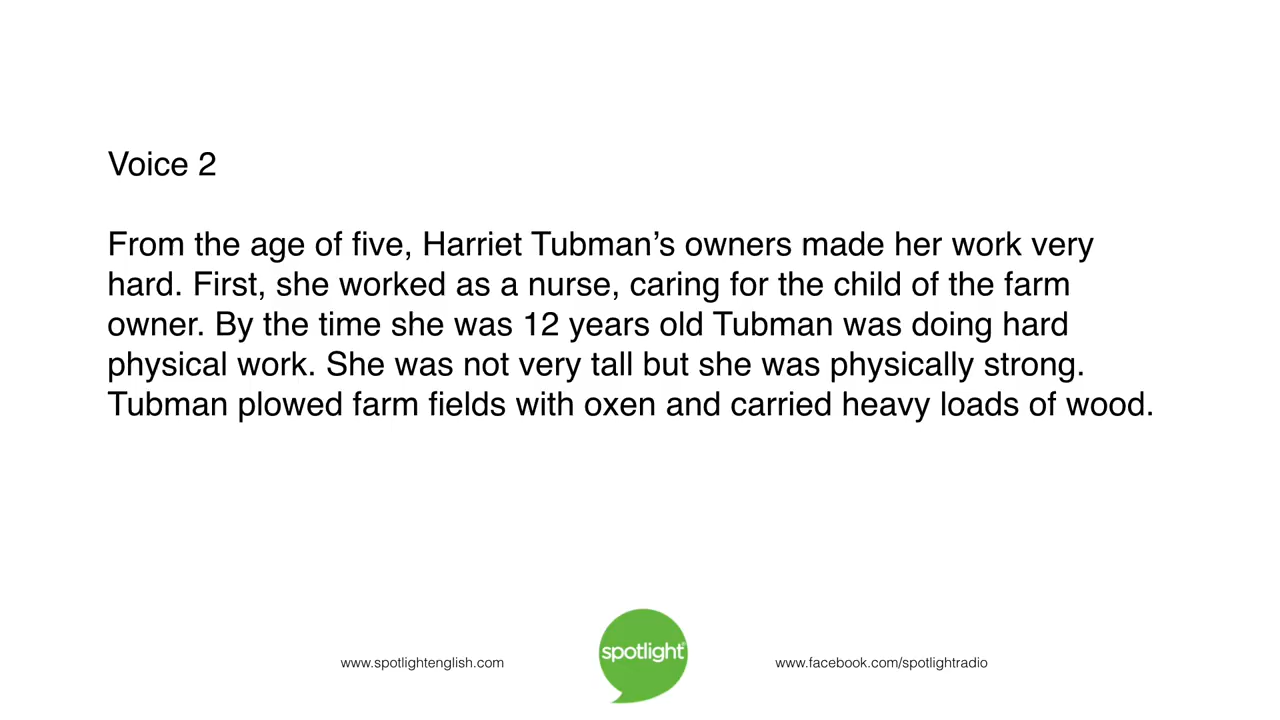 Voice 2
From the age of five, Harriet Tubman’s owners made her work very
hard. First, she worked as a nurse, caring for the child of the farm
owner. By the time she was 12 years old Tubman was doing hard
physical work. She was not very tall but she was physically strong.
Tubman plowed farm fields with oxen and carried heavy loads of wood.
www.spotlightenglish.com
spotlight
www.facebook.com/spotlightradio